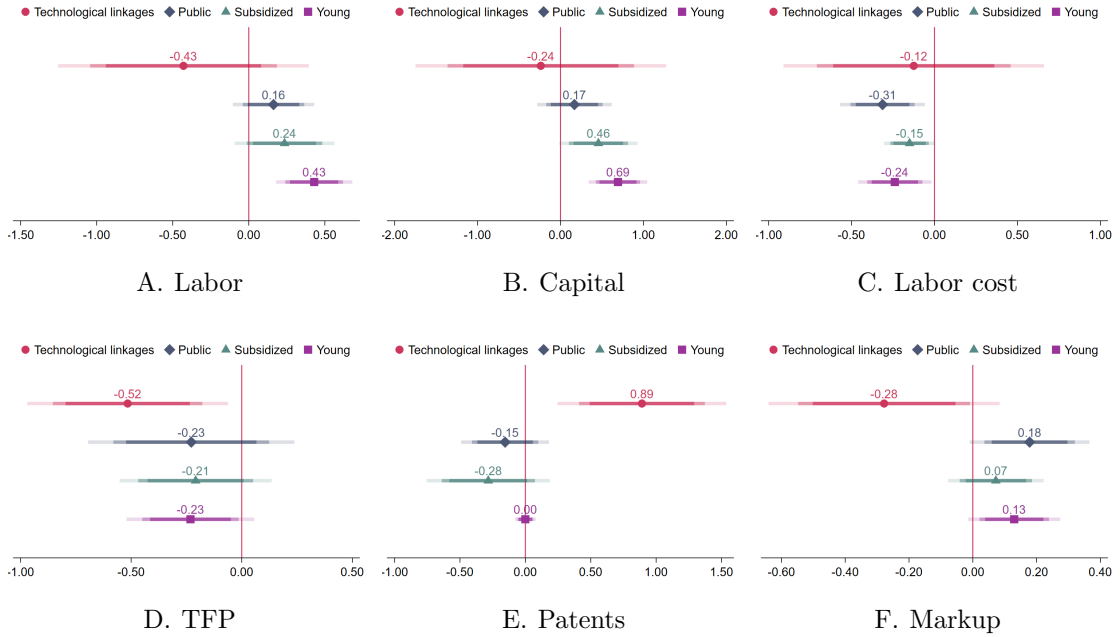 Technological linkages Public Subsidized Young
-0.43
0.16
0.24
0.43
-1.50 -1.00 -0.50 0.00 0.50
A. Labor
Technological linkages Public Subsidized Young
-0.24
0.17
0.46
0.69
-2.00 -1.00 0.00 1.00 2.00
B. Capital
Technological linkages Public Subsidized Young
-0.12
-0.31
-0.15
-0.24
-1.00 -0.50 0.00 0.50 1.00
C. Labor cost
Technological linkages Public Subsidized Young
-0.52
-0.23
-0.21
-0.23
-1.00 -0.50 0.00 0.50
D. TFP
Technological linkages Public Subsidized Young
0.89
-0.15
-0.28
0.00
-1.00 -0.50 0.00 0.50 1.00 1.50
E. Patents
Technological linkages Public Subsidized Young
-0.28
0.18
0.07
0.13
-0.60 -0.40 -0.20 0.00 0.20 0.40
F. Markup